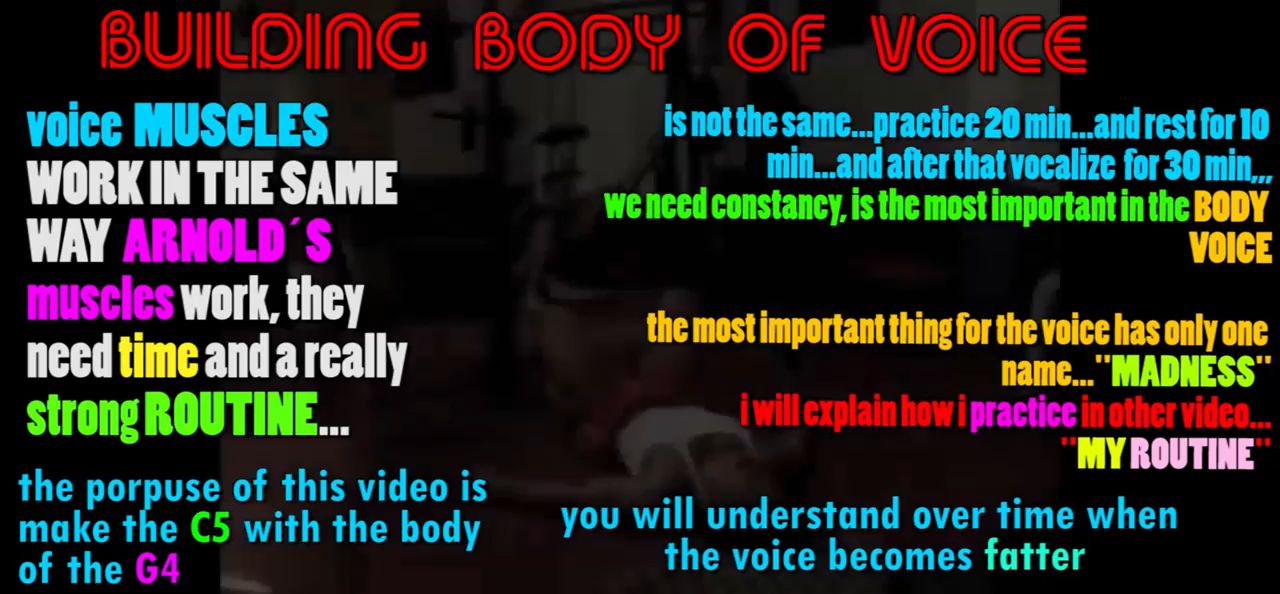 BUILDING BODY OF VOICE
voice MUSCLES
WORK IN THE SAME
WAY ARNOLD´S
muscles work, they
need time and a really
strong ROUTINE...
the porpuse of this video is
make the C5 with the body
of the G4
is not the same...practice 20 min...and rest for 10
min...and after that vocalize for 30 min,,,
we need constancy, is the most important in the BODY
VOICE
the most important thing for the voice has only one
name..."MADNESS"
i will explain how i practice in other video...
"MY ROUTINE"
you will understand over time when
the voice becomes fatter